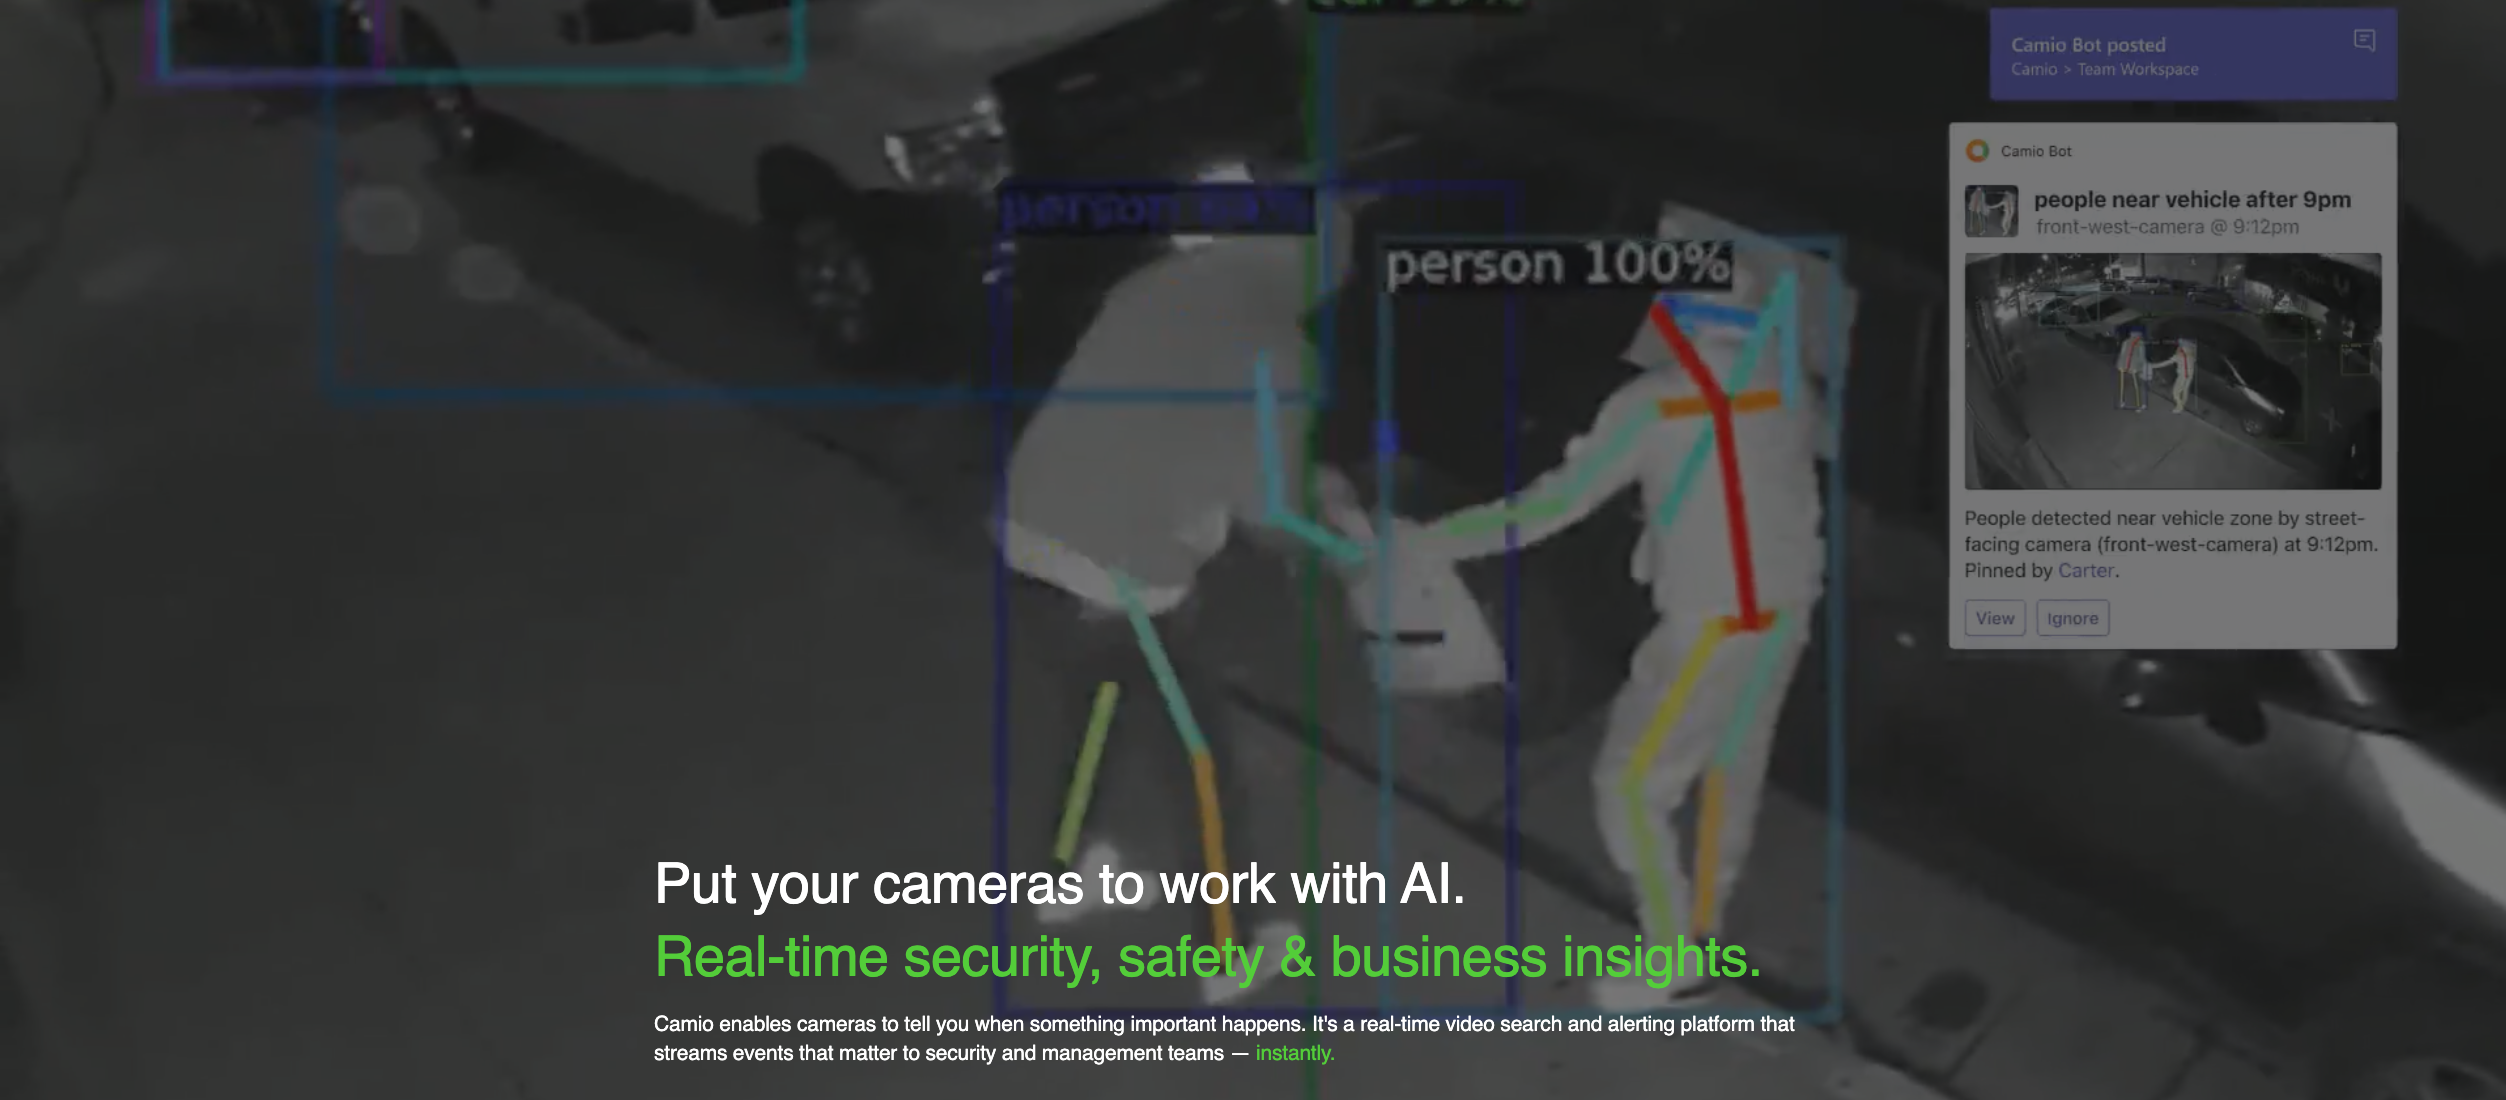 Camio Bot posted
Camio > Team Workspace
Camio Bot
people near vehicle after 9pm
front-west-camera @ 9:12pm
person
person 100%
People detected near vehicle zone by street-
facing camera (front-west-camera) at 9:12pm.
Pinned by Carter.
View
Ignore
Put your cameras to work with AI.
Real-time security, safety & business insights.
Camio enables cameras to tell you when something important happens. It's a real-time video search and alerting platform that
streams events that matter to security and management teams — instantly.